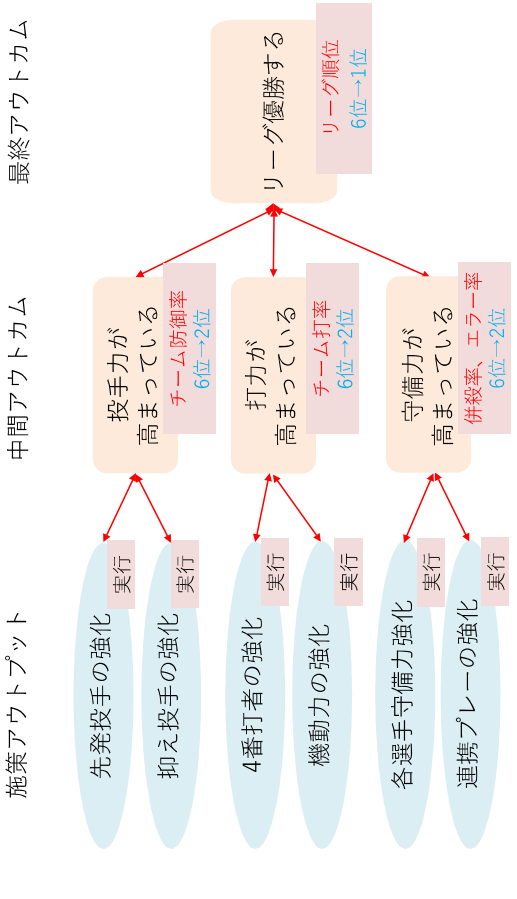 施策アウトプット
中間アウトカム
最終アウトカム
先発投手の強化
実行
抑え投手の強化
実行
4番打者の強化
実行
機動力の強化
実行
各選手守備力強化
実行
連携プレーの強化
実行
投手力が
高まっている
チーム防御率
6位→2位
打力が
高まっている
チーム打率
6位→2位
守備力が
高まっている
併殺率、エラー率
6位→2位
リーグ優勝する
リーグ順位
6位→1位